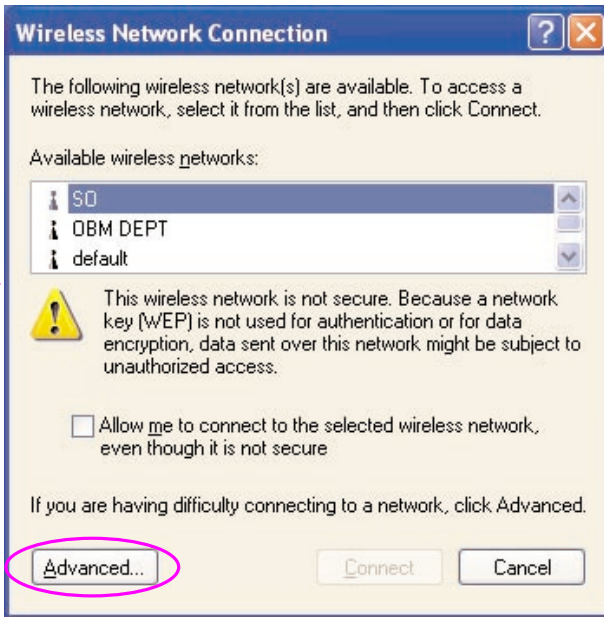 Wireless Network Connection
The following wireless network(s) are available. To access a
wireless network, select it from the list, and then click Connect.
Available wireless networks:
SO
OBM DEPT
default
This wireless network is not secure. Because a network
key (WEP) is not used for authentication or for data
encryption, data sent over this network might be subject to
unauthorized access.
Allow me to connect to the selected wireless network,
even though it is not secure
If you are having difficulty connecting to a network, click Advanced.
Advanced... Connect Cancel